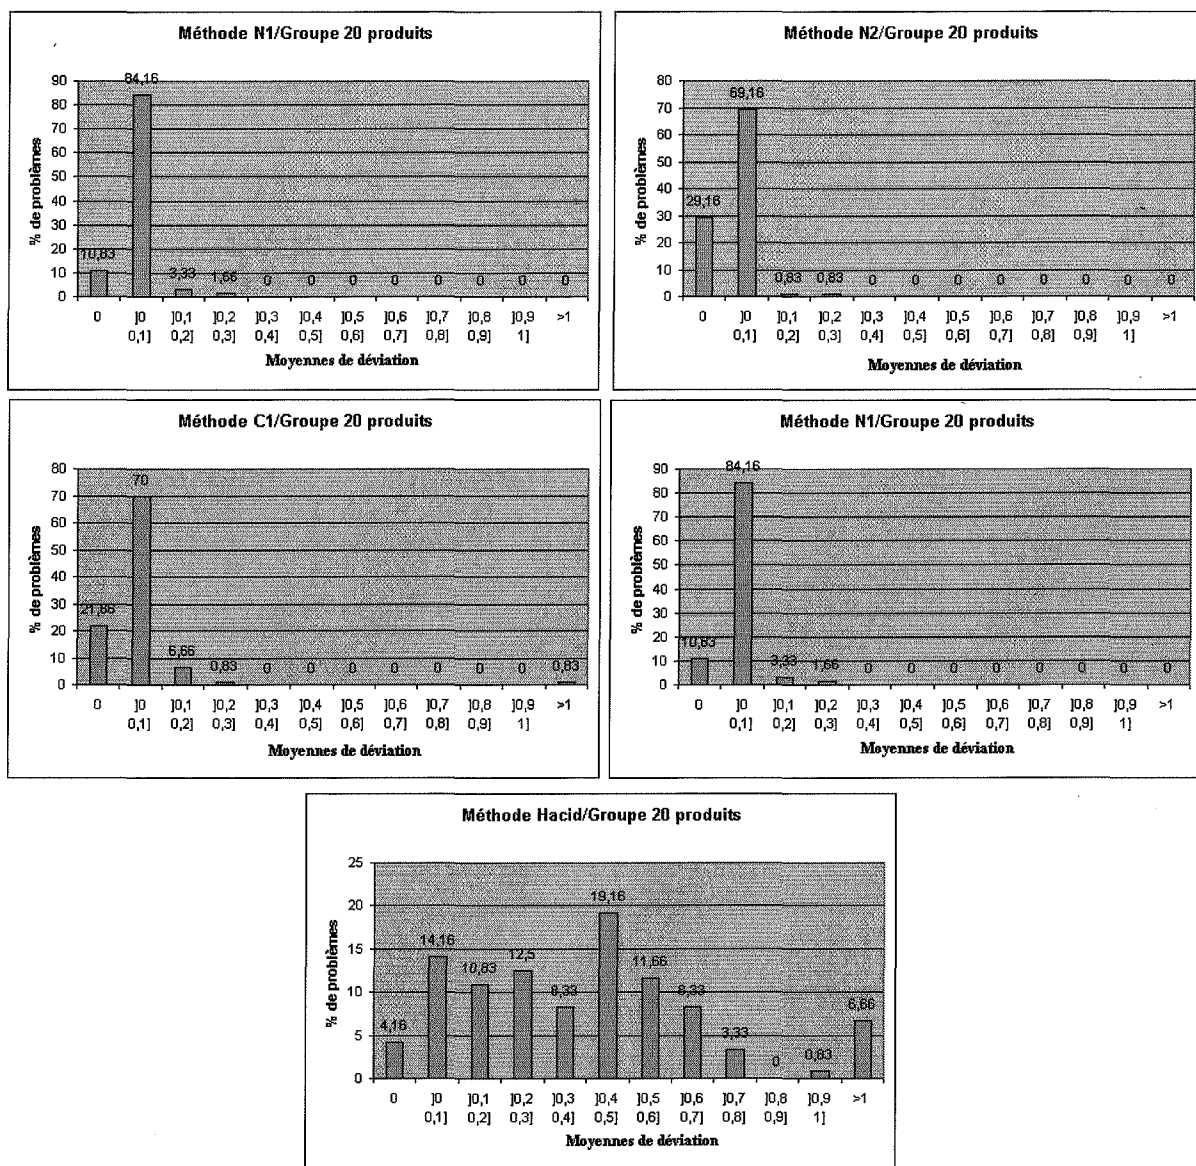 Méthode N1/Groupe 20 produits
% de problèmes
90
80
70
60
50
40
30
20
10
0
10,83
84,16
3,33
1,66
0 0 0 0 0 0 0 0
0 ]0 ]0,1 ]0,2 ]0,3 ]0,4 ]0,5 ]0,6 ]0,7 ]0,8 ]0,9 >1
0,1] 0,2] 0,3] 0,4] 0,5] 0,6] 0,7] 0,8] 0,9] 1]
Moyennes de déviation
Méthode N2/Groupe 20 produits
% de problèmes
80
70
60
50
40
30
20
10
0
29,16
69,16
0,83
0,83
0 0 0 0 0 0 0 0
0 ]0 ]0,1 ]0,2 ]0,3 ]0,4 ]0,5 ]0,6 ]0,7 ]0,8 ]0,9 >1
0,1] 0,2] 0,3] 0,4] 0,5] 0,6] 0,7] 0,8] 0,9] 1]
Moyennes de déviation
Méthode C1/Groupe 20 produits
% de problèmes
80
70
60
50
40
30
20
10
0
70
6,66
0,83
0 0 0 0 0 0 0 0,83
0 ]0 ]0,1 ]0,2 ]0,3 ]0,4 ]0,5 ]0,6 ]0,7 ]0,8 ]0,9 >1
0,1] 0,2] 0,3] 0,4] 0,5] 0,6] 0,7] 0,8] 0,9] 1]
Moyennes de déviation
Méthode N1/Groupe 20 produits
% de problèmes
90
80
70
60
50
40
30
20
10
0
10,83
84,16
3,33
1,66
0 0 0 0 0 0 0 0
0 ]0 ]0,1 ]0,2 ]0,3 ]0,4 ]0,5 ]0,6 ]0,7 ]0,8 ]0,9 >1
0,1] 0,2] 0,3] 0,4] 0,5] 0,6] 0,7] 0,8] 0,9] 1]
Moyennes de déviation
Méthode Hacid/Groupe 20 produits
% de problèmes
25
20
15
10
5
0
4,16
14,16
10,83
12,5
8,33
19,16
11,66
8,33
3,33
0
0,83
6,66
0 ]0 ]0,1 ]0,2 ]0,3 ]0,4 ]0,5 ]0,6 ]0,7 ]0,8 ]0,9 >1
0,1] 0,2] 0,3] 0,4] 0,5] 0,6] 0,7] 0,8] 0,9] 1]
Moyennes de déviation